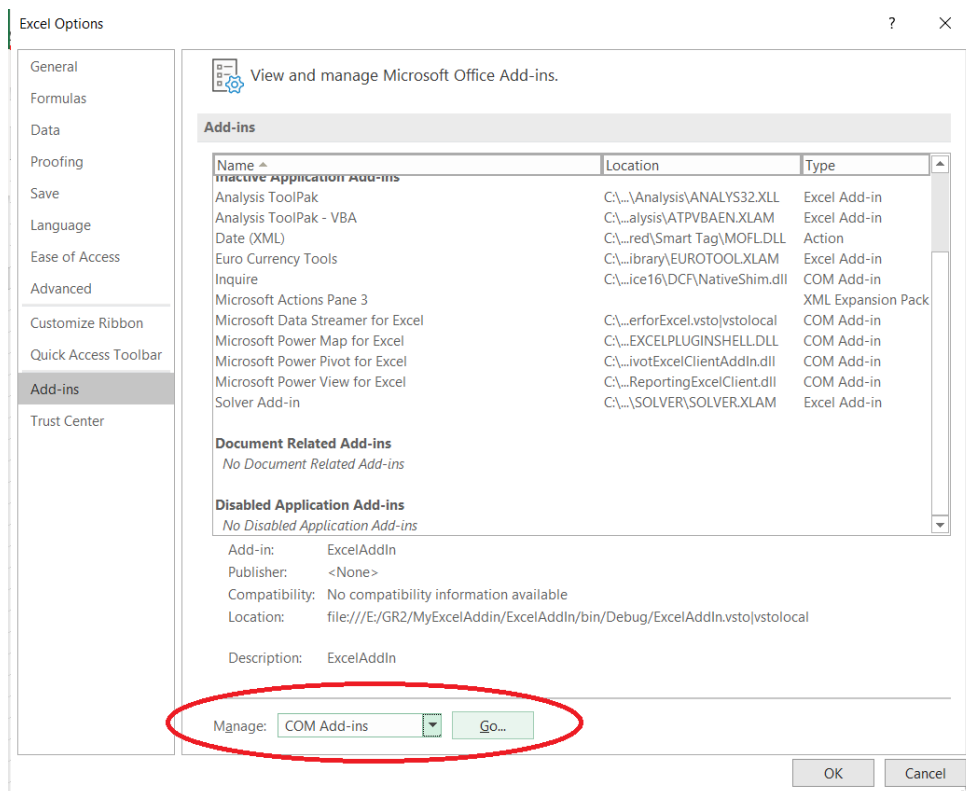 Excel Options ? ×
General
Formulas
Data
Proofing
Save
Language
Ease of Access
Advanced
Customize Ribbon
Quick Access Toolbar
Add-ins
Trust Center
View and manage Microsoft Office Add-ins.
Add-ins
Name Location Type
Inactive Application Add-ins
Analysis ToolPak C:\...\Analysis\ANALYS32.XLL Excel Add-in
Analysis ToolPak - VBA C:\...alysis\ATPVBAEN.XLAM Excel Add-in
Date (XML) C:\...red\Smart Tag\MOFL.DLL Action
Euro Currency Tools C:\...ibrary\EUROTOOL.XLAM Excel Add-in
Inquire C:\...ice16\DCF\NativeShim.dll COM Add-in
Microsoft Actions Pane 3 XML Expansion Pack
Microsoft Data Streamer for Excel C:\...erforExcel.vsto|vstolocal COM Add-in
Microsoft Power Map for Excel C:\...EXCELPLUGINSHELL.DLL COM Add-in
Microsoft Power Pivot for Excel C:\...ivotExcelClientAddIn.dll COM Add-in
Microsoft Power View for Excel C:\...ReportingExcelClient.dll COM Add-in
Solver Add-in C:\...\SOLVER\SOLVER.XLAM Excel Add-in
Document Related Add-ins
No Document Related Add-ins
Disabled Application Add-ins
No Disabled Application Add-ins
Add-in: ExcelAddIn
Publisher: <None>
Compatibility: No compatibility information available
Location: file:///E:/GR2/MyExcelAddin/ExcelAddIn/bin/Debug/ExcelAddIn.vsto|vstolocal
Description: ExcelAddIn
Manage: COM Add-ins Go...
OK Cancel